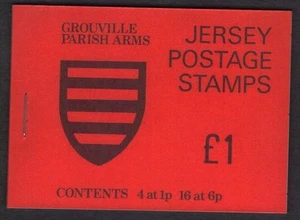 GROUVILLE
PARISH ARMS
JERSEY
POSTAGE
STAMPS
£1
CONTENTS 4 at 1p 16 at 6p